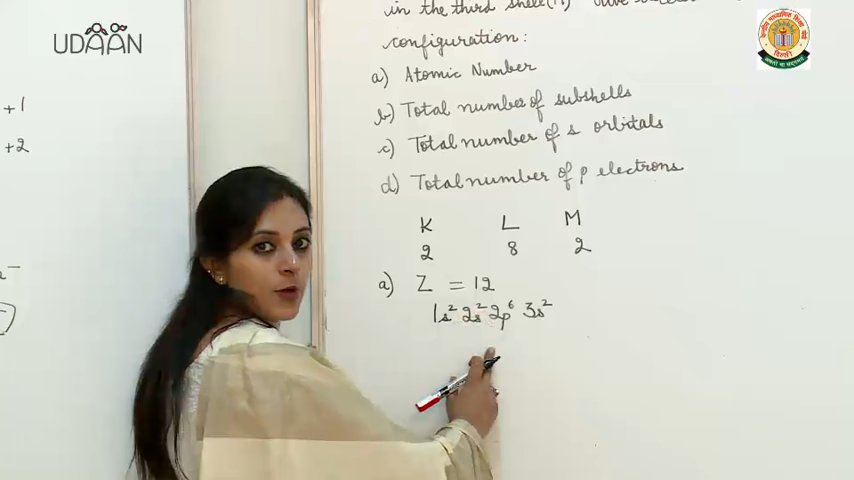 in the third shell
configuration:
UDAAN
a) Atomic Number
+1
b) Total number of subshells
+2
c) Total number of s orbitals
d) Total number of p electrons
K L M
2 8 2
a) Z = 12
1s² 2s² 2p⁶ 3s²